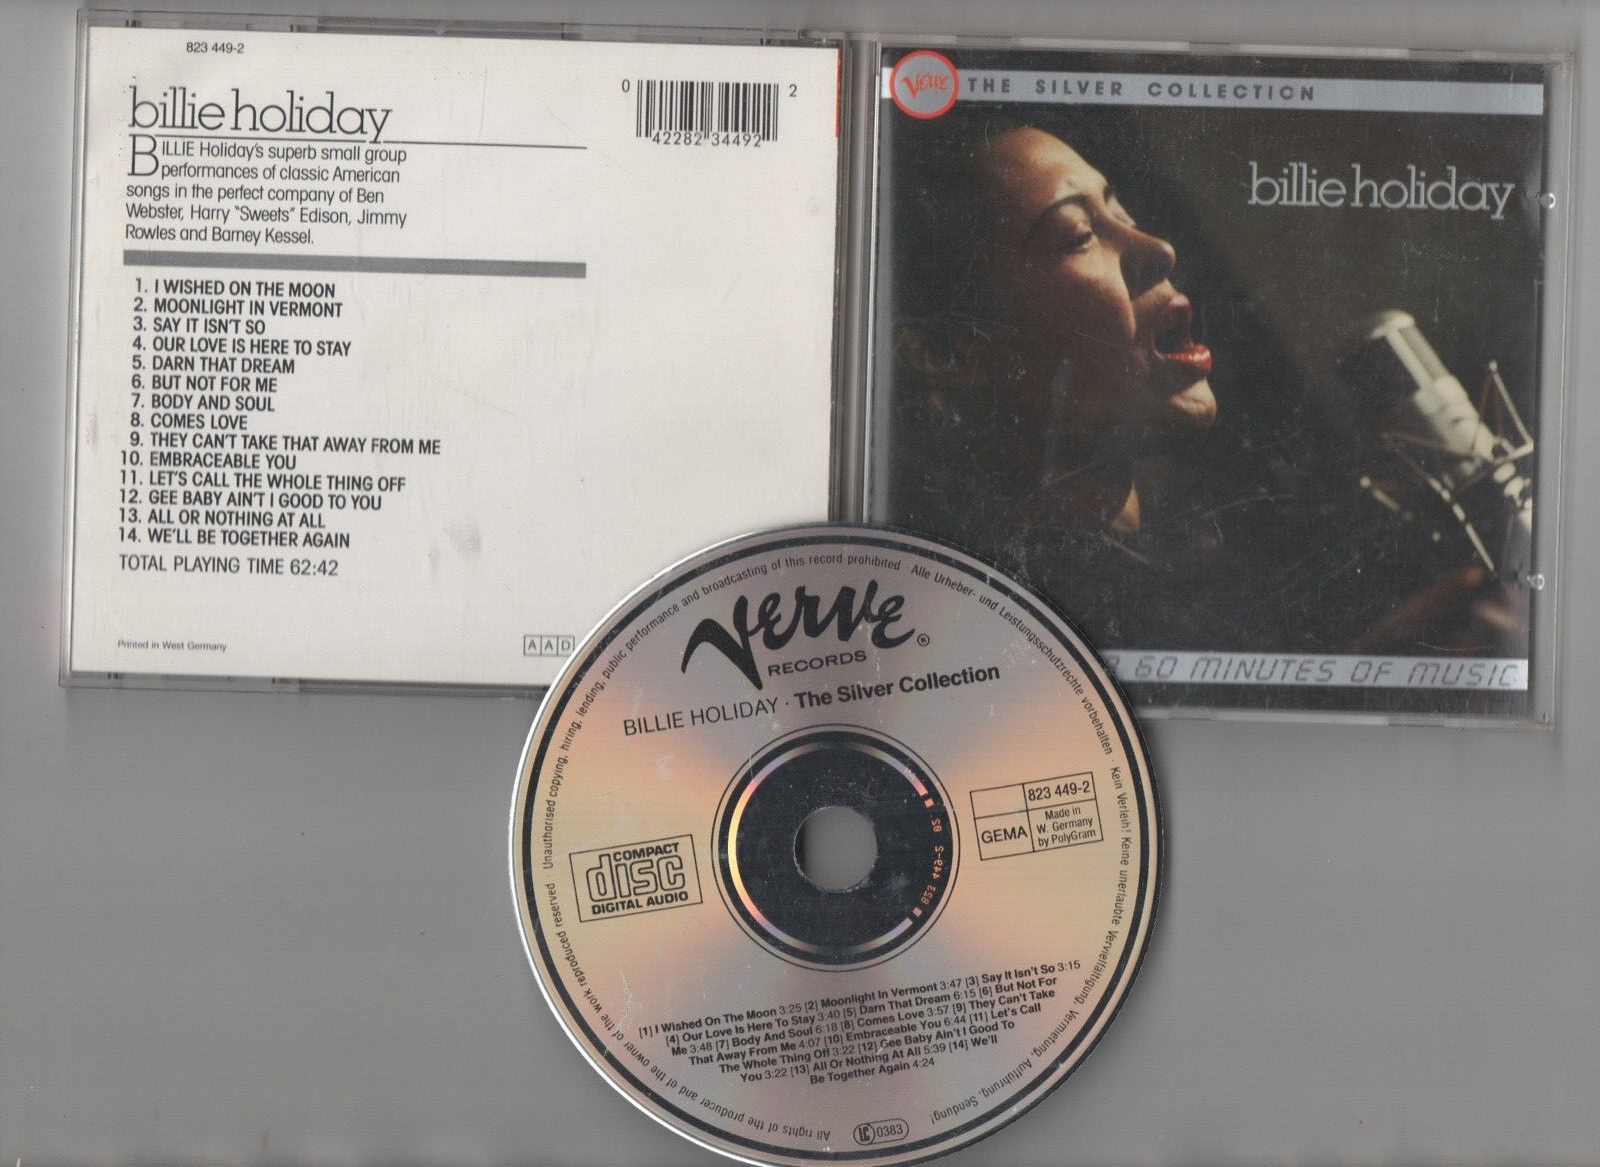 823 449-2
billie holiday
BILLIE Holiday's superb small group
performances of classic American
songs in the perfect company of Ben
Webster, Harry "Sweets" Edison, Jimmy
Rowles and Barney Kessel.
0 42282 34492 2
1. I WISHED ON THE MOON
2. MOONLIGHT IN VERMONT
3. SAY IT ISN'T SO
4. OUR LOVE IS HERE TO STAY
5. DARN THAT DREAM
6. BUT NOT FOR ME
7. BODY AND SOUL
8. COMES LOVE
9. THEY CAN'T TAKE THAT AWAY FROM ME
10. EMBRACEABLE YOU
11. LET'S CALL THE WHOLE THING OFF
12. GEE BABY AIN'T I GOOD TO YOU
13. ALL OR NOTHING AT ALL
14. WE'LL BE TOGETHER AGAIN
TOTAL PLAYING TIME 62:42
Printed in West Germany
AAD
VERVE THE SILVER COLLECTION
billie holiday
60 MINUTES OF MUSIC
VERVE ®
RECORDS
BILLIE HOLIDAY · The Silver Collection
COMPACT
disc
DIGITAL AUDIO
823 449-2
GEMA
Made in
W. Germany
by PolyGram
[1] I Wished On The Moon 3:25 [2] Moonlight In Vermont 3:47 [3] Say It Isn't So 3:15
[4] Our Love Is Here To Stay 3:40 [5] Darn That Dream 6:15 [6] But Not For
Me 3:48 [7] Body And Soul 6:18 [8] Comes Love 3:57 [9] They Can't Take
That Away From Me 4:07 [10] Embraceable You 6:44 [11] Let's Call
The Whole Thing Off 3:22 [12] Gee Baby Ain't I Good To
You 3:22 [13] All Or Nothing At All 5:39 [14] We'll
Be Together Again 4:24
LC 0383
All rights of the producer and of the owner of the work reproduced reserved · Unauthorised copying, hiring, lending, public performance and broadcasting of this record prohibited
Alle Urheber- und Leistungsschutzrechte vorbehalten · Kein Verleih! Keine unerlaubte Vervielfältigung, Vermietung, Aufführung, Sendung!